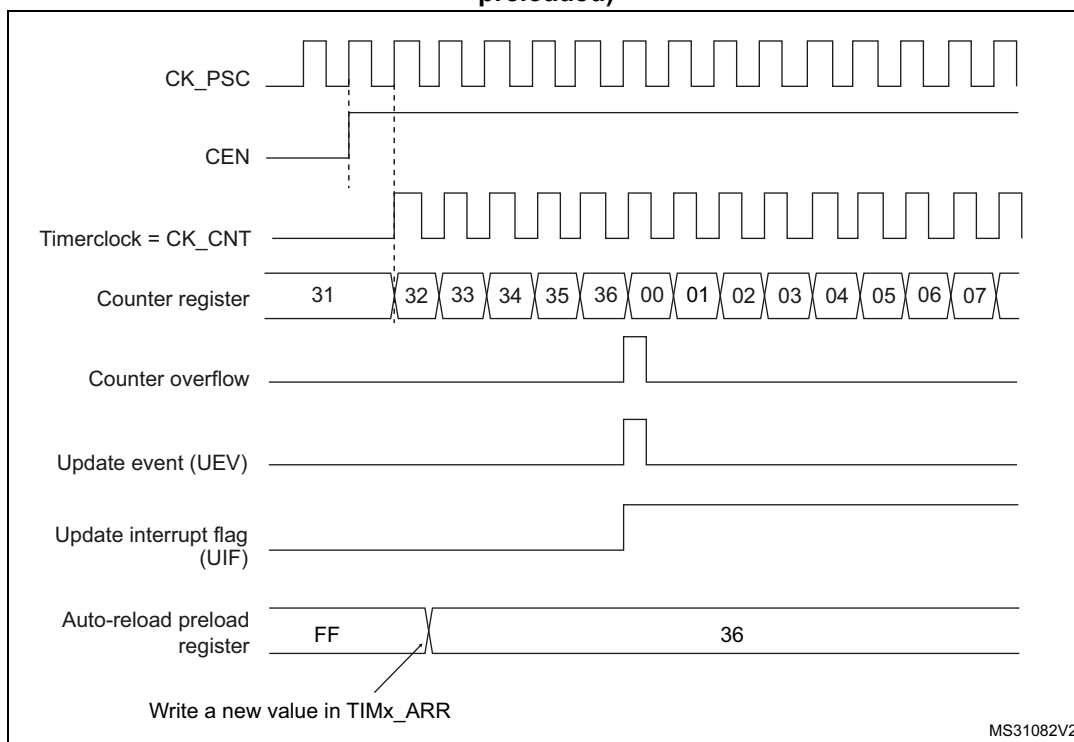 preloaded)
CK_PSC
CEN
Timerclock = CK_CNT
Counter register
31 32 33 34 35 36 00 01 02 03 04 05 06 07
Counter overflow
Update event (UEV)
Update interrupt flag
(UIF)
Auto-reload preload
register
FF 36
Write a new value in TIMx_ARR
MS31082V2